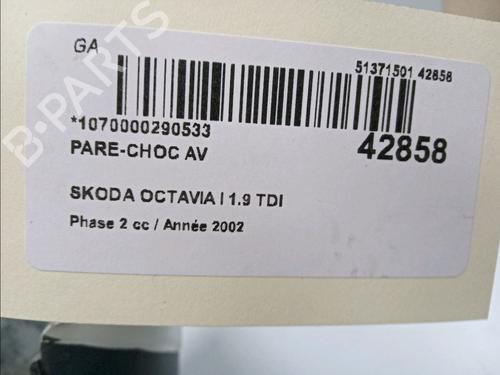 GA
51371501 42858
*1070000290533
42858
PARE-CHOC AV
SKODA OCTAVIA I 1.9 TDI
Phase 2 cc / Année 2002
B-PARTS